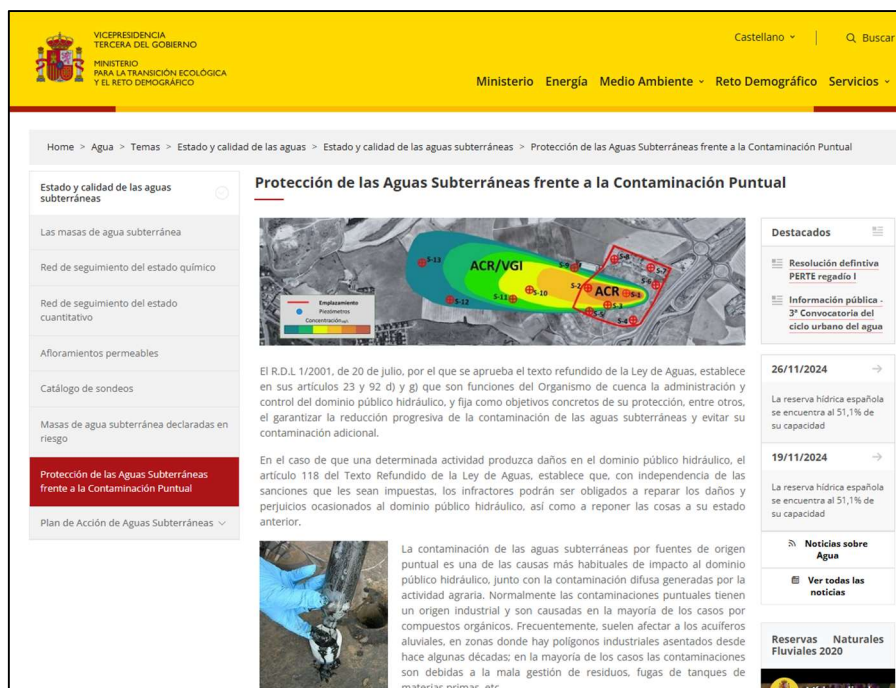 VICEPRESIDENCIA
TERCERA DEL GOBIERNO
MINISTERIO
PARA LA TRANSICIÓN ECOLÓGICA
Y EL RETO DEMOGRÁFICO
Castellano
Buscar
Ministerio Energía Medio Ambiente Reto Demográfico Servicios
Home > Agua > Temas > Estado y calidad de las aguas > Estado y calidad de las aguas subterráneas > Protección de las Aguas Subterráneas frente a la Contaminación Puntual
Estado y calidad de las aguas
subterráneas
Las masas de agua subterránea
Red de seguimiento del estado químico
Red de seguimiento del estado
cuantitativo
Afloramientos permeables
Catálogo de sondeos
Masas de agua subterránea declaradas en
riesgo
Protección de las Aguas Subterráneas
frente a la Contaminación Puntual
Plan de Acción de Aguas Subterráneas
Protección de las Aguas Subterráneas frente a la Contaminación Puntual
S-13
ACR/VGI
S-9
S-8
S-7
S-6
S-2
ACR
S-1
S-10
S-11
S-12
S-3
S-5
S-4
Emplazamiento
Piezómetros
Concentración
El R.D.L 1/2001, de 20 de julio, por el que se aprueba el texto refundido de la Ley de Aguas, establece
en sus artículos 23 y 92 d) y g) que son funciones del Organismo de cuenca la administración y
control del dominio público hidráulico, y fija como objetivos concretos de su protección, entre otros,
el garantizar la reducción progresiva de la contaminación de las aguas subterráneas y evitar su
contaminación adicional.
En el caso de que una determinada actividad produzca daños en el dominio público hidráulico, el
artículo 118 del Texto Refundido de la Ley de Aguas, establece que, con independencia de las
sanciones que les sean impuestas, los infractores podrán ser obligados a reparar los daños y
perjuicios ocasionados al dominio público hidráulico, así como a reponer las cosas a su estado
anterior.
La contaminación de las aguas subterráneas por fuentes de origen
puntual es una de las causas más habituales de impacto al dominio
público hidráulico, junto con la contaminación difusa generadas por la
actividad agraria. Normalmente las contaminaciones puntuales tienen
un origen industrial y son causadas en la mayoría de los casos por
compuestos orgánicos. Frecuentemente, suelen afectar a los acuíferos
aluviales, en zonas donde hay polígonos industriales asentados desde
hace algunas décadas; en la mayoría de los casos las contaminaciones
son debidas a la mala gestión de residuos, fugas de tanques de
materias primas, etc.
Destacados
Resolución defintiva
PERTE regadío I
Información pública -
3ª Convocatoria del
ciclo urbano del agua
26/11/2024
La reserva hídrica española
se encuentra al 51,1% de
su capacidad
19/11/2024
La reserva hídrica española
se encuentra al 51,1% de
su capacidad
Noticias sobre
Agua
Ver todas las
noticias
Reservas Naturales
Fluviales 2020